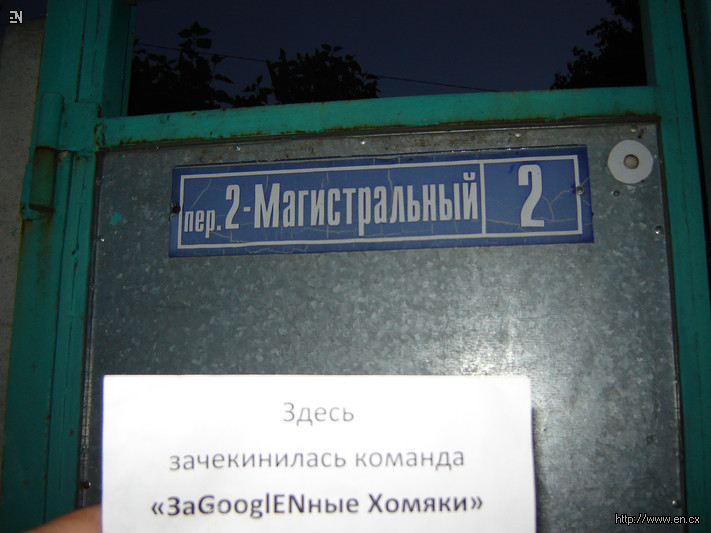 EN
пер. 2-Магистральный 2
Здесь
зачекинилась команда
«ЗаGooglENные Хомяки»
http://www.en.cx